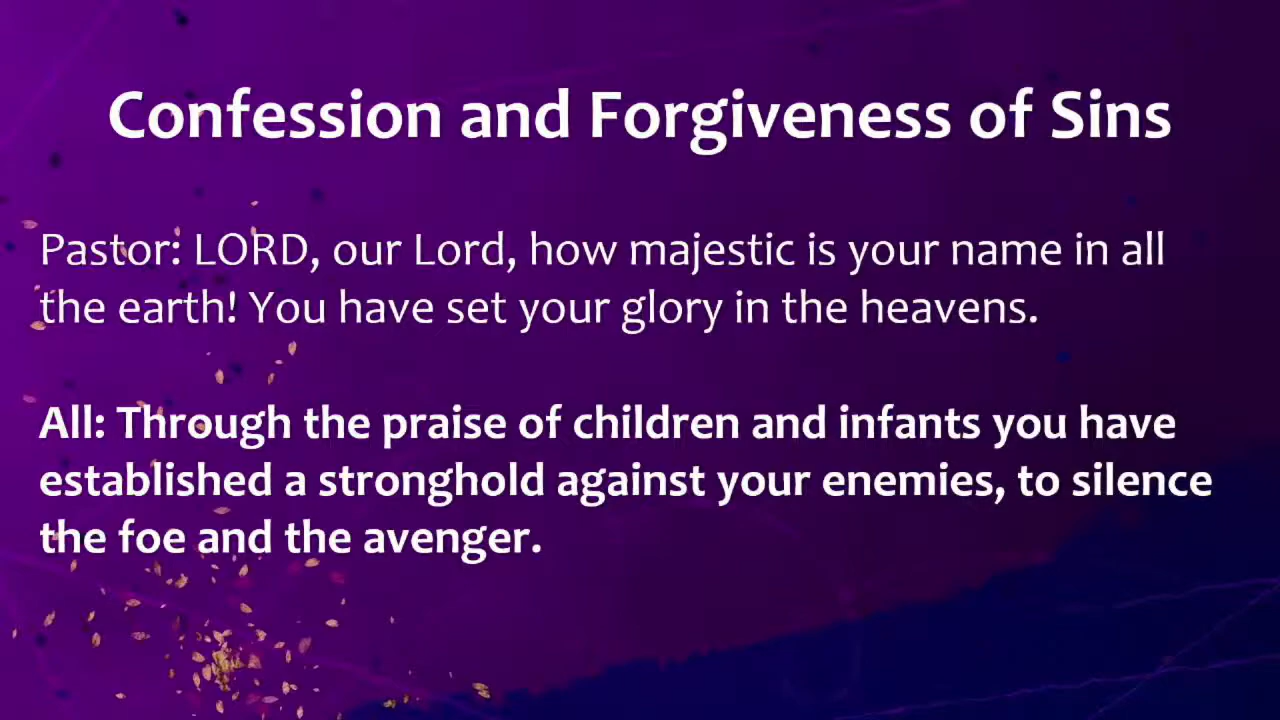 Confession and Forgiveness of Sins
Pastor: LORD, our Lord, how majestic is your name in all
the earth! You have set your glory in the heavens.
All: Through the praise of children and infants you have
established a stronghold against your enemies, to silence
the foe and the avenger.